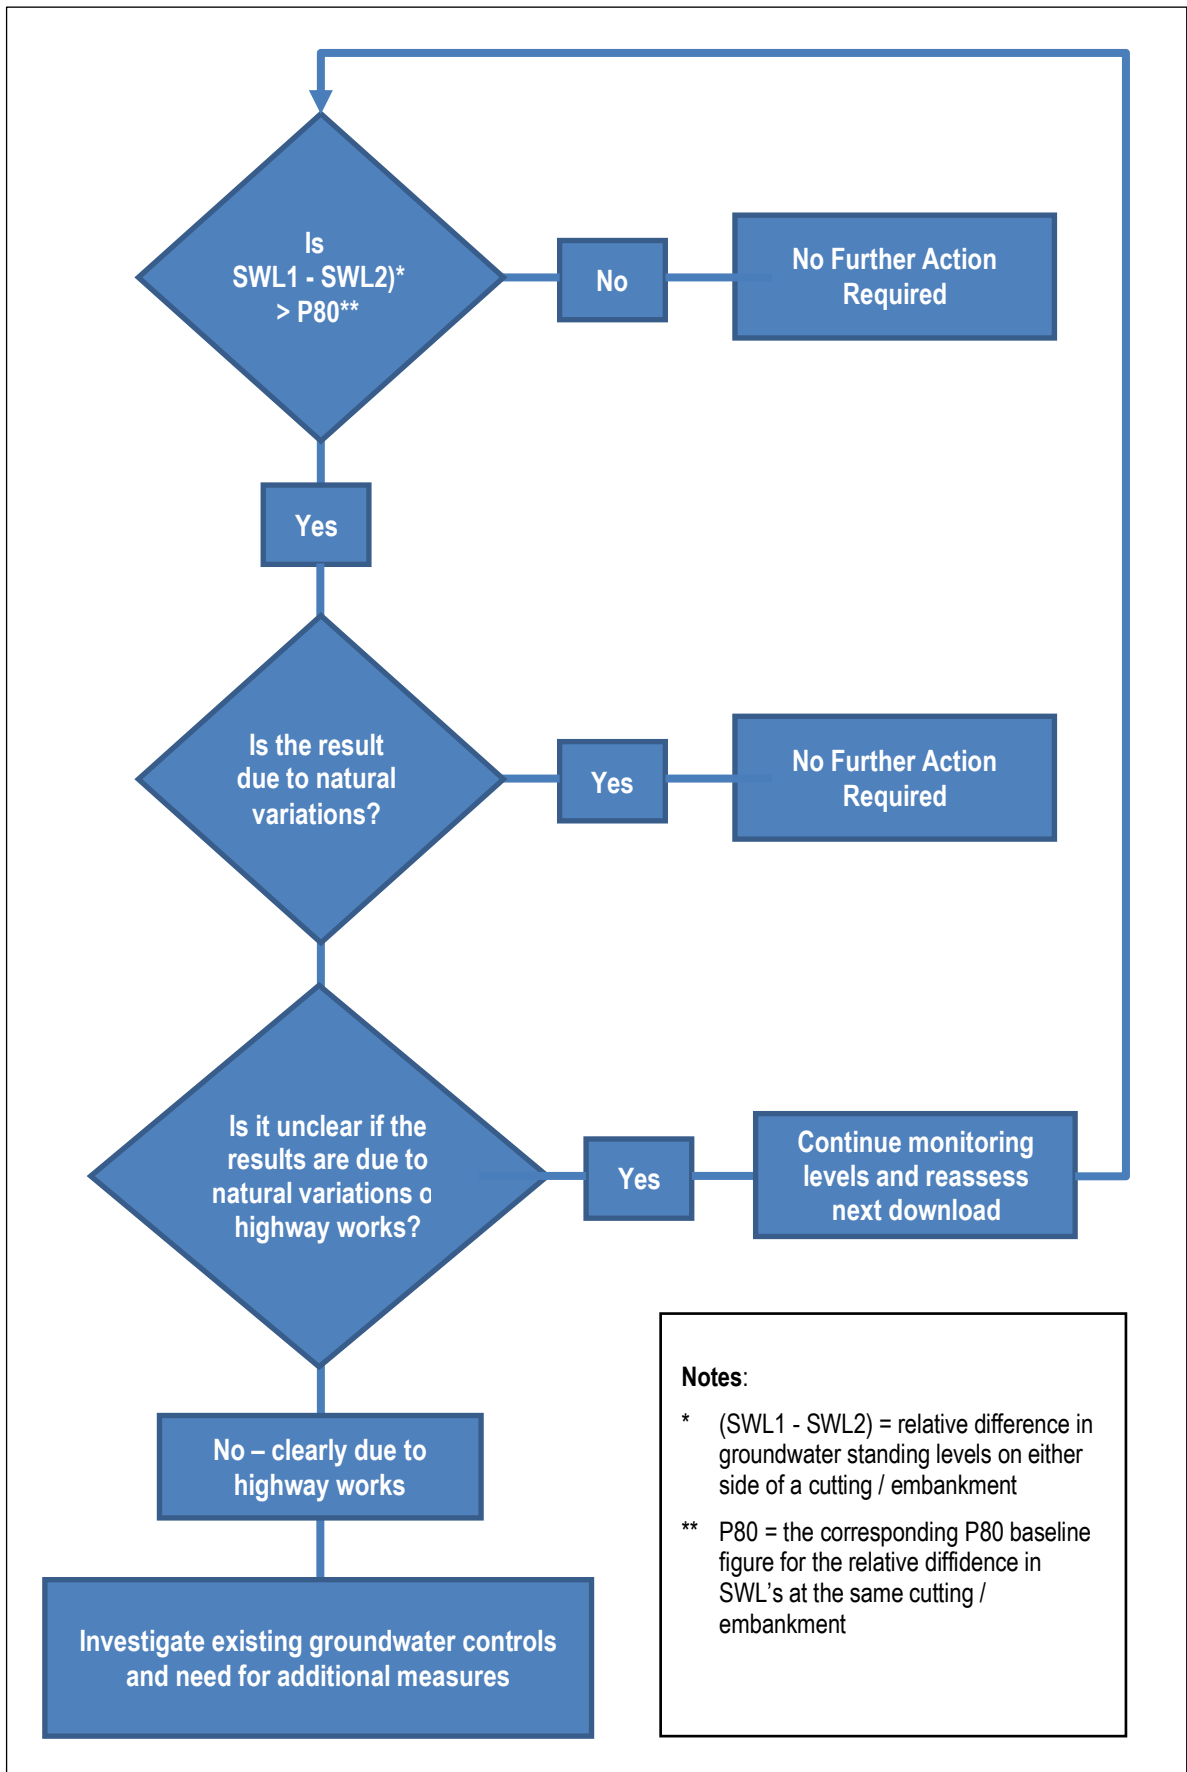 Is
SWL1 - SWL2)*
> P80**
No
No Further Action
Required
Yes
Is the result
due to natural
variations?
Yes
No Further Action
Required
Is it unclear if the
results are due to
natural variations o
highway works?
Yes
Continue monitoring
levels and reassess
next download
No – clearly due to
highway works
Investigate existing groundwater controls
and need for additional measures
Notes:
* (SWL1 - SWL2) = relative difference in
groundwater standing levels on either
side of a cutting / embankment
** P80 = the corresponding P80 baseline
figure for the relative diffidence in
SWL's at the same cutting /
embankment